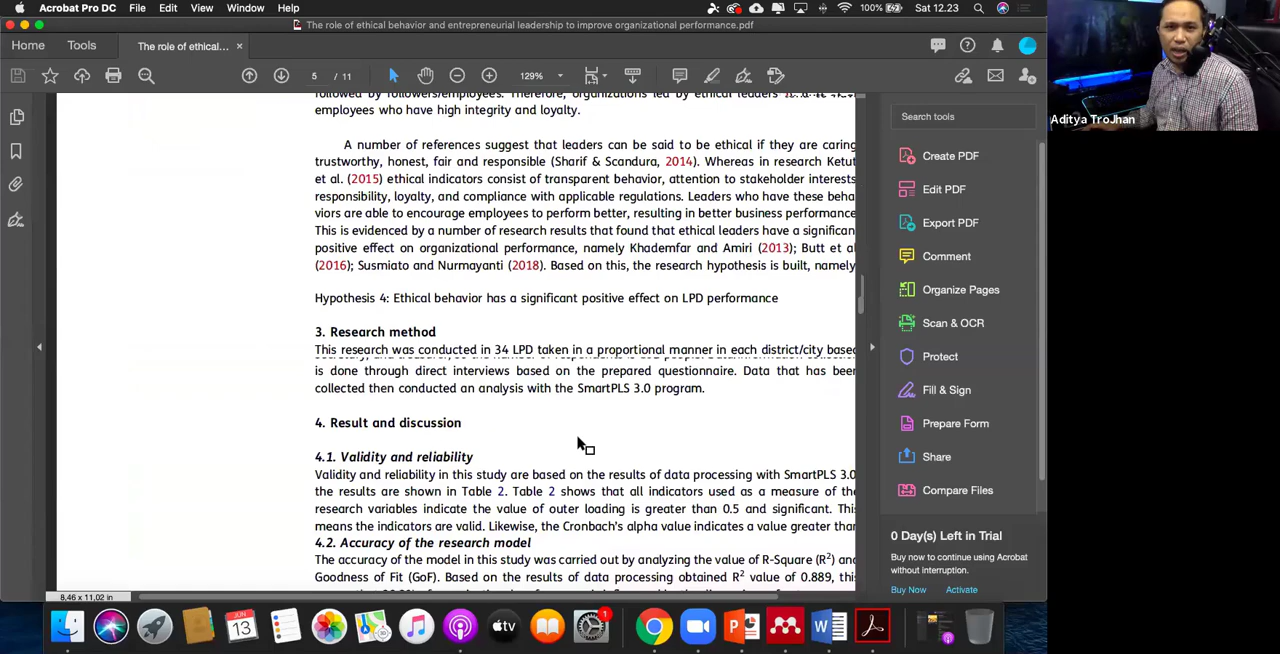 Acrobat Pro DC File Edit View Window Help 100% Sat 12.23
The role of ethical behavior and entrepreneurial leadership to improve organizational performance.pdf
Home Tools The role of ethical... ×
5 / 11 129%
followed by followers/employees. Therefore, organizations led by ethical leaders
employees who have high integrity and loyalty.
A number of references suggest that leaders can be said to be ethical if they are caring
trustworthy, honest, fair and responsible (Sharif & Scandura, 2014). Whereas in research Ketut
et al. (2015) ethical indicators consist of transparent behavior, attention to stakeholder interests
responsibility, loyalty, and compliance with applicable regulations. Leaders who have these beha
viors are able to encourage employees to perform better, resulting in better business performance
This is evidenced by a number of research results that found that ethical leaders have a significan
positive effect on organizational performance, namely Khademfar and Amiri (2013); Butt et al
(2016); Susmiato and Nurmayanti (2018). Based on this, the research hypothesis is built, namely
Hypothesis 4: Ethical behavior has a significant positive effect on LPD performance
3. Research method
This research was conducted in 34 LPD taken in a proportional manner in each district/city based
is done through direct interviews based on the prepared questionnaire. Data that has been
collected then conducted an analysis with the SmartPLS 3.0 program.
4. Result and discussion
4.1. Validity and reliability
Validity and reliability in this study are based on the results of data processing with SmartPLS 3.0
the results are shown in Table 2. Table 2 shows that all indicators used as a measure of the
research variables indicate the value of outer loading is greater than 0.5 and significant. This
means the indicators are valid. Likewise, the Cronbach's alpha value indicates a value greater than
4.2. Accuracy of the research model
The accuracy of the model in this study was carried out by analyzing the value of R-Square (R²) and
Goodness of Fit (GoF). Based on the results of data processing obtained R² value of 0.889, this
8,46 x 11,02 in
Search tools
Create PDF
Edit PDF
Export PDF
Comment
Organize Pages
Scan & OCR
Protect
Fill & Sign
Prepare Form
Share
Compare Files
0 Day(s) Left in Trial
Buy now to continue using Acrobat
without interruption.
Buy Now Activate
Aditya TroJhan
JUN
13
tv
1
P
W